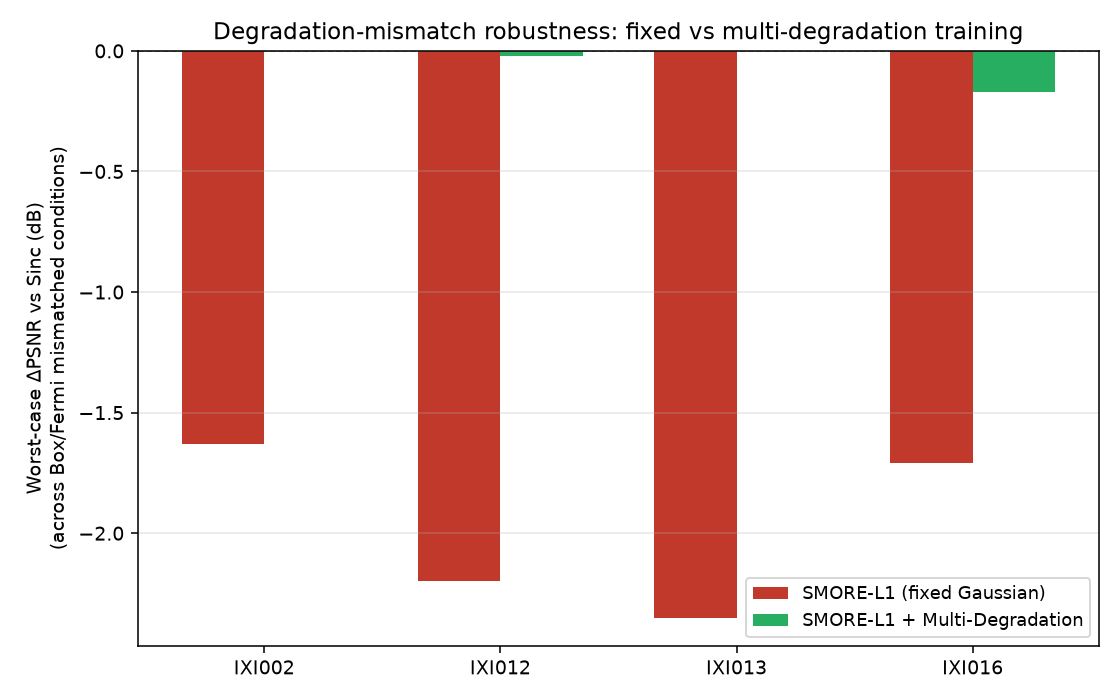 Degradation-mismatch robustness: fixed vs multi-degradation training
Worst-case ΔPSNR vs Sinc (dB)
(across Box/Fermi mismatched conditions)
0.0
−0.5
−1.0
−1.5
−2.0
IXI002
IXI012
IXI013
IXI016
SMORE-L1 (fixed Gaussian)
SMORE-L1 + Multi-Degradation